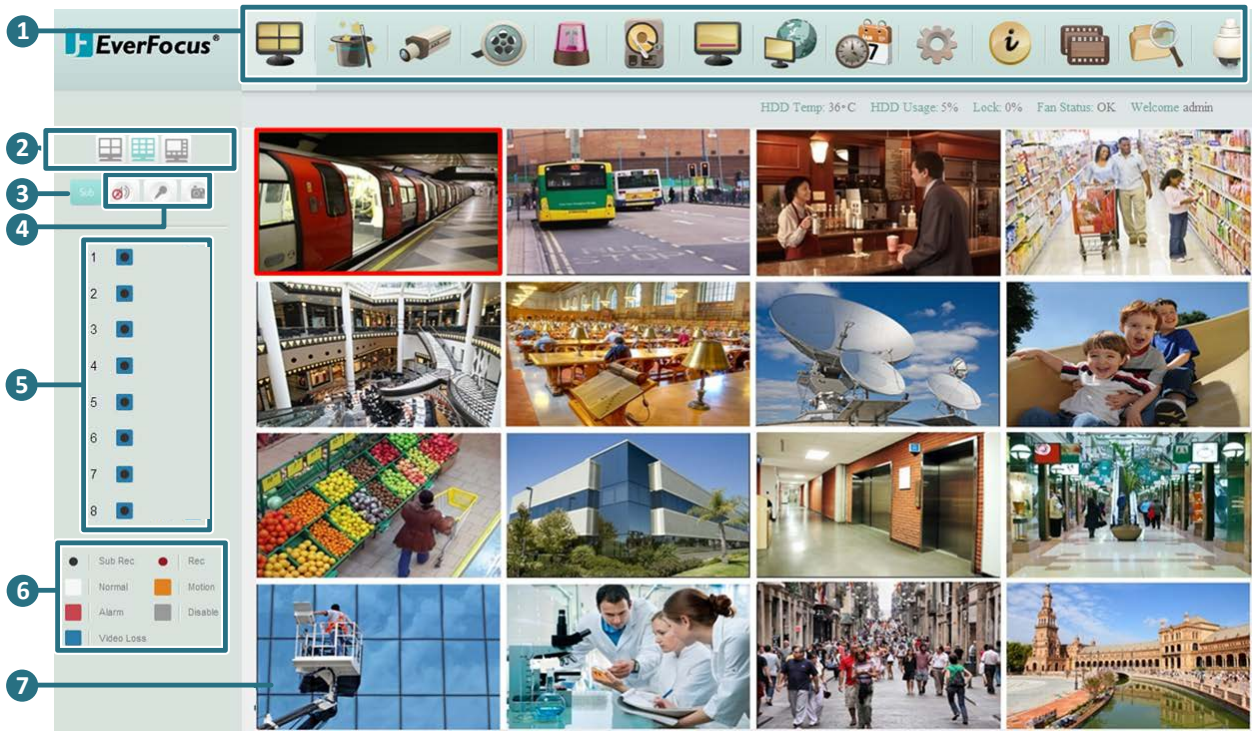 1
EverFocus®
7
i
HDD Temp: 36°C HDD Usage: 5% Lock: 0% Fan Status: OK Welcome admin
2
3
Sub
4
1
2
3
4
5
5
6
7
8
6
Sub Rec Rec
Normal Motion
Alarm Disable
Video Loss
7